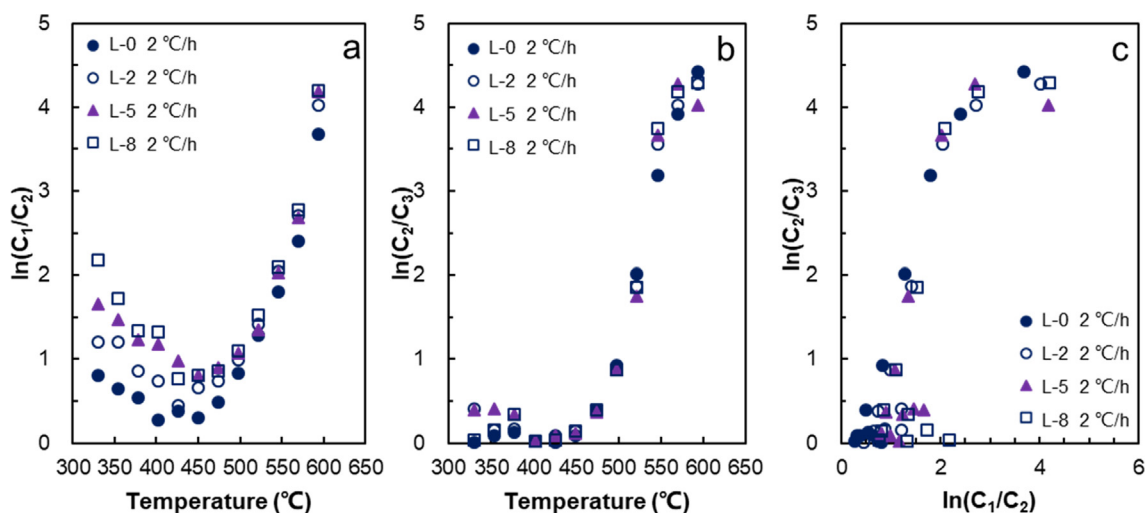 a
5
4
3
2
1
0
ln(C₁/C₂)
L-0 2 ℃/h
L-2 2 ℃/h
L-5 2 ℃/h
L-8 2 ℃/h
300 350 400 450 500 550 600 650
Temperature (℃)
b
5
4
3
2
1
0
ln(C₂/C₃)
L-0 2 ℃/h
L-2 2 ℃/h
L-5 2 ℃/h
L-8 2 ℃/h
300 350 400 450 500 550 600 650
Temperature (℃)
c
5
4
3
2
1
0
ln(C₂/C₃)
L-0 2 ℃/h
L-2 2 ℃/h
L-5 2 ℃/h
L-8 2 ℃/h
0 2 4 6
ln(C₁/C₂)